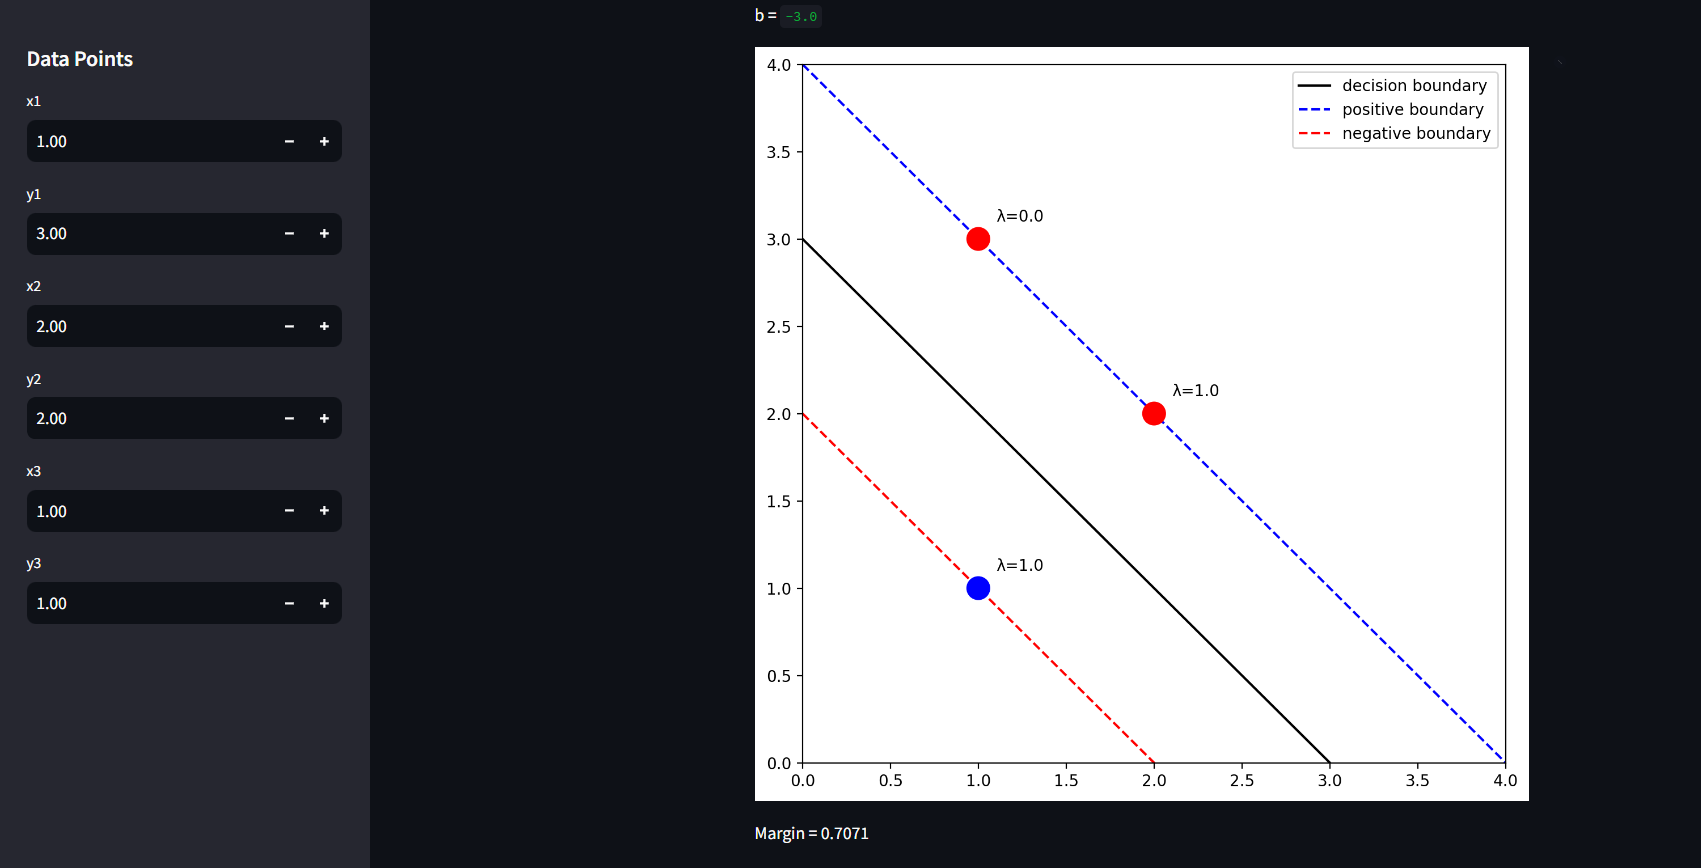 Data Points
x1
1.00
y1
3.00
x2
2.00
y2
2.00
x3
1.00
y3
1.00
b = -3.0
decision boundary
positive boundary
negative boundary
4.0
3.5
3.0
2.5
2.0
1.5
1.0
0.5
0.0
λ=0.0
λ=1.0
λ=1.0
0.0 0.5 1.0 1.5 2.0 2.5 3.0 3.5 4.0
Margin = 0.7071